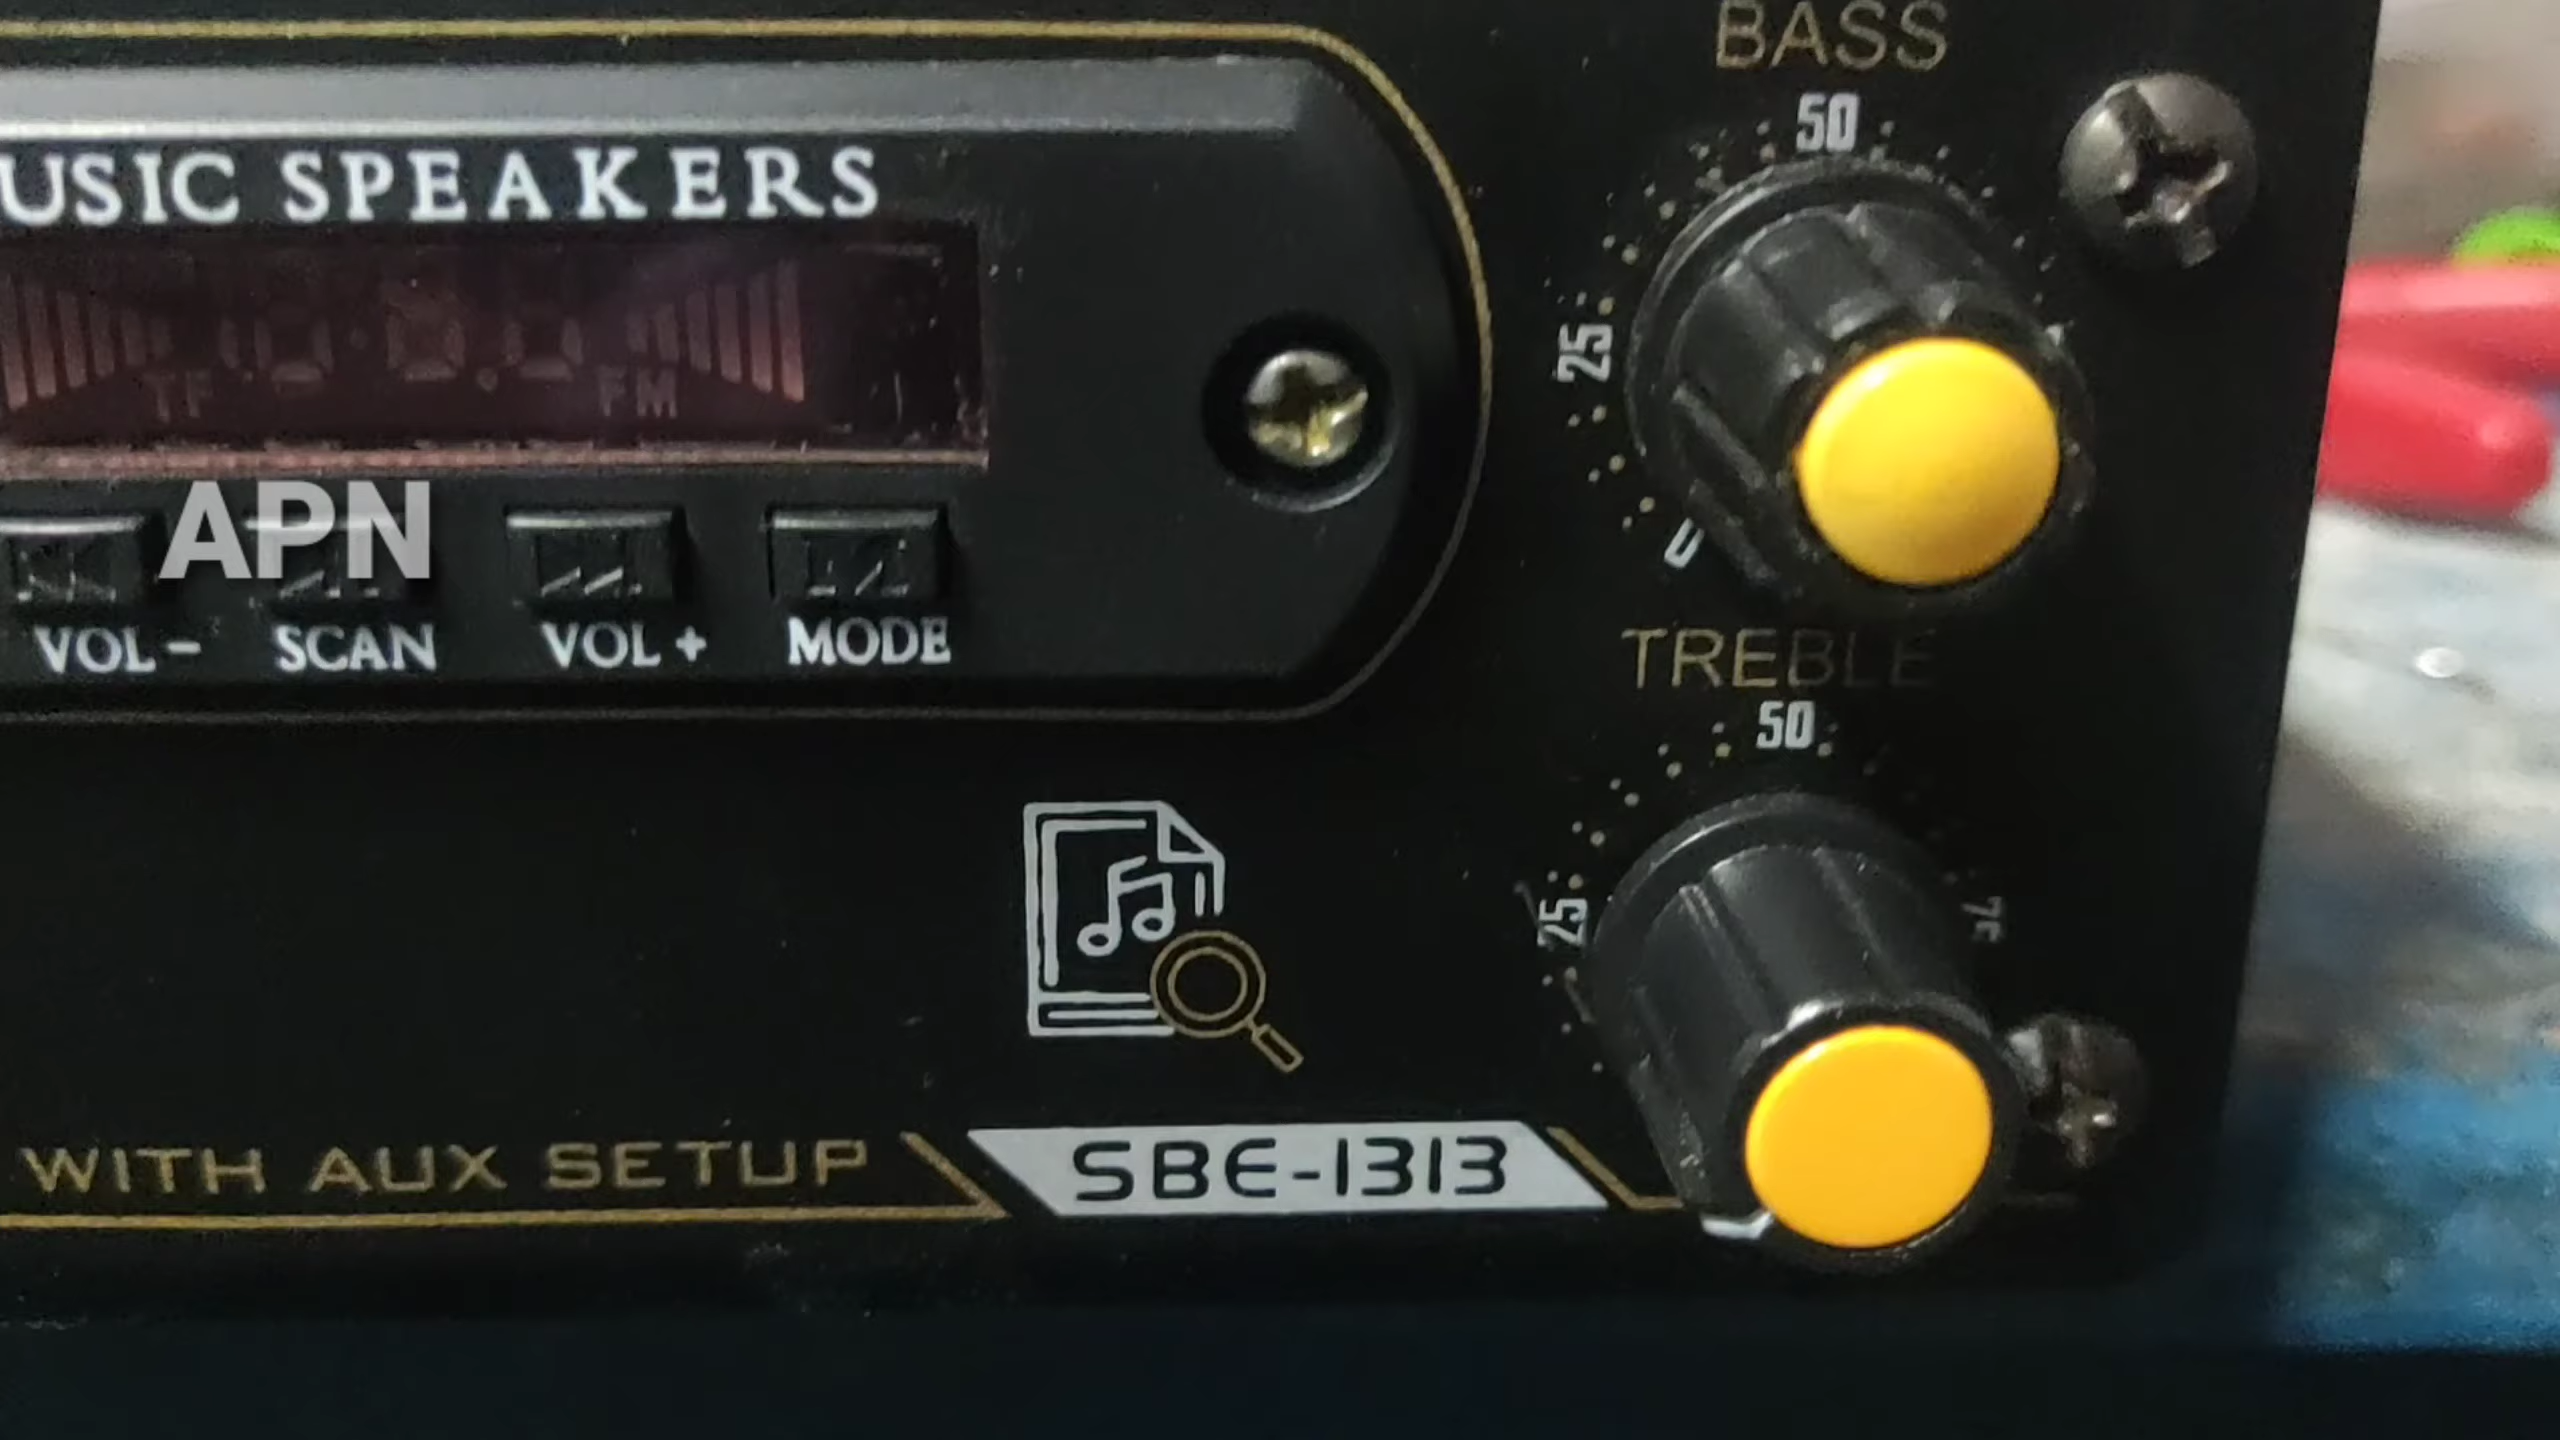 BASS
50
25
USIC SPEAKERS
TF
FM
APN
VOL -
SCAN
VOL +
MODE
TREBLE
50
25
WITH AUX SETUP
SBE-1313